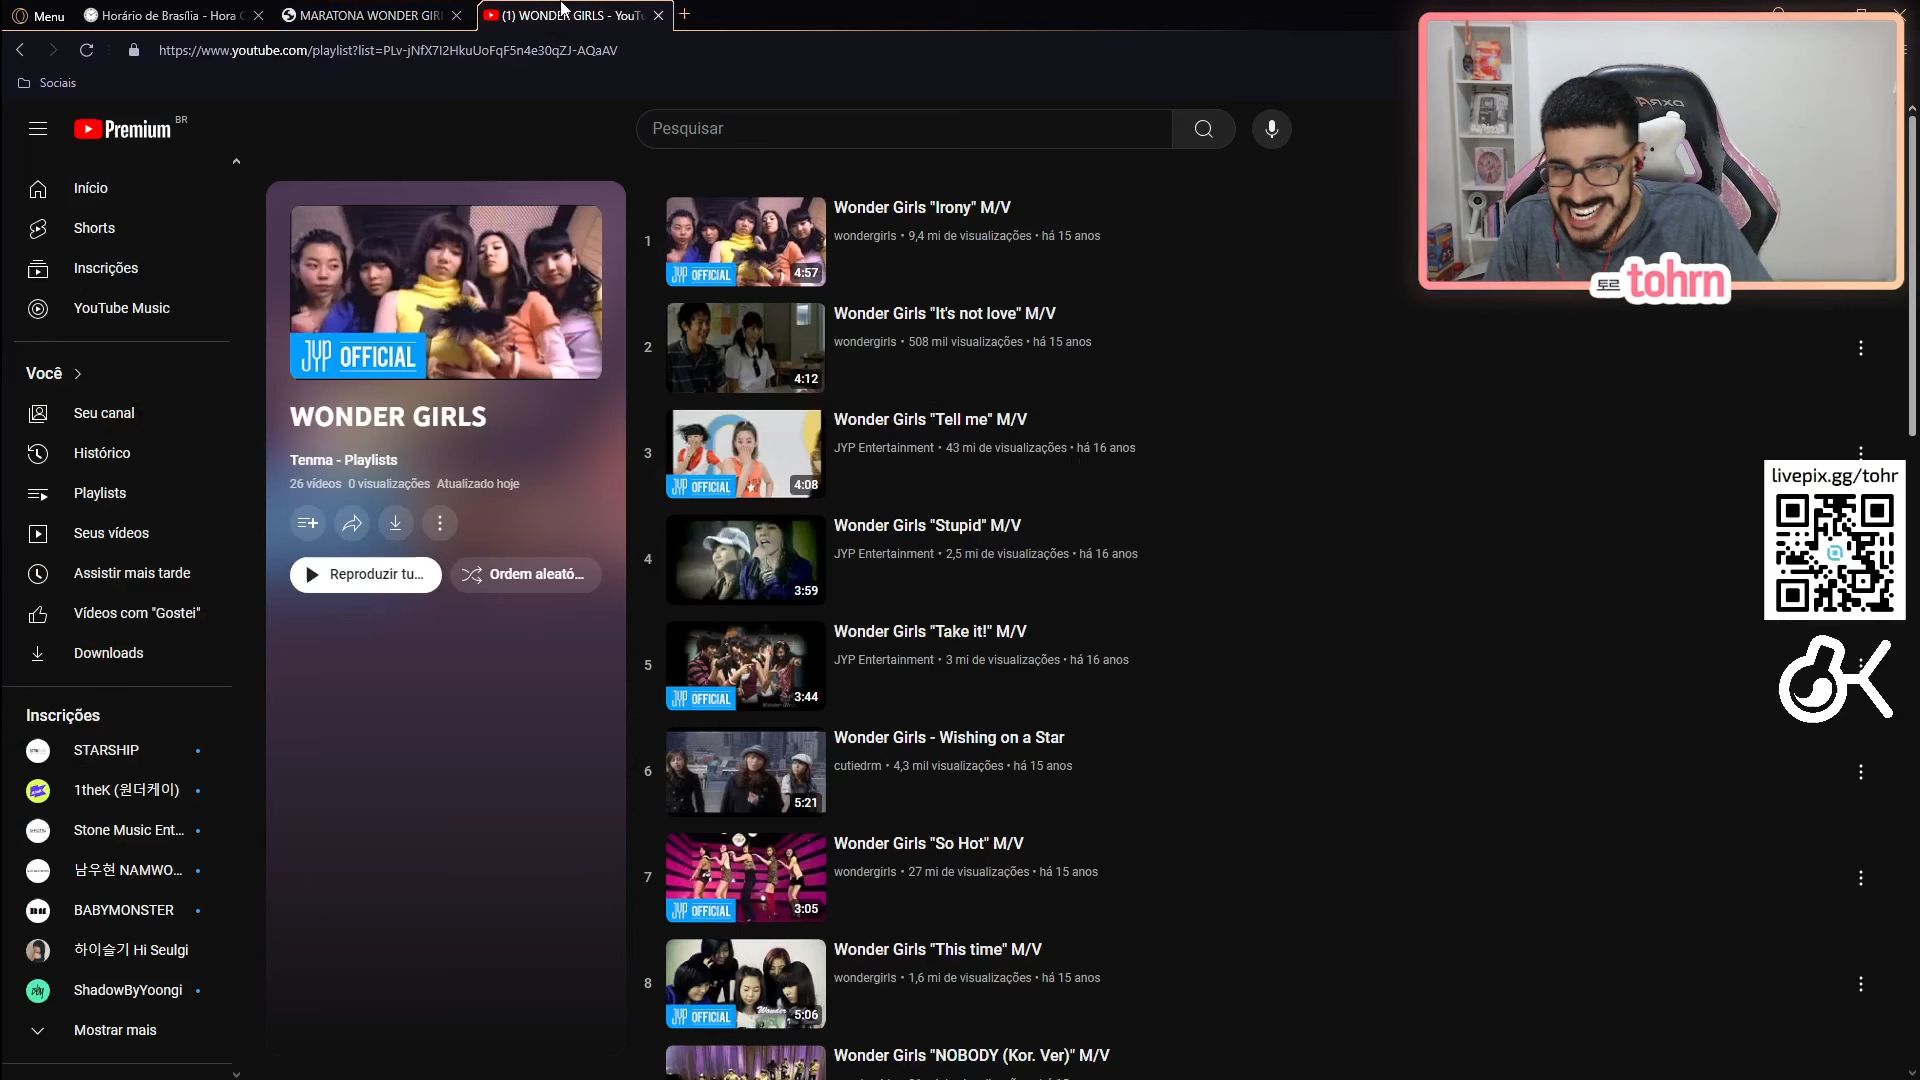 Menu
Horário de Brasília - Hora
MARATONA WONDER GIR
(1) WONDER GIRLS - YouTu
https://www.youtube.com/playlist?list=PLv-jNfX7I2HkuUoFqF5n4e30qZJ-AQaAV
Sociais
Premium BR
Pesquisar
Início
Shorts
Inscrições
YouTube Music
Você
Seu canal
Histórico
Playlists
Seus vídeos
Assistir mais tarde
Vídeos com "Gostei"
Downloads
Inscrições
STARSHIP
1theK (원더케이)
Stone Music Ent...
남우현 NAMWO...
BABYMONSTER
하이슬기 Hi Seulgi
ShadowByYoongi
Mostrar mais
JYP OFFICIAL
WONDER GIRLS
Tenma - Playlists
26 vídeos 0 visualizações Atualizado hoje
Reproduzir tu...
Ordem aleató...
1
JYP OFFICIAL
4:57
Wonder Girls "Irony" M/V
wondergirls • 9,4 mi de visualizações • há 15 anos
2
4:12
Wonder Girls "It's not love" M/V
wondergirls • 508 mil visualizações • há 15 anos
3
JYP OFFICIAL
4:08
Wonder Girls "Tell me" M/V
JYP Entertainment • 43 mi de visualizações • há 16 anos
4
3:59
Wonder Girls "Stupid" M/V
JYP Entertainment • 2,5 mi de visualizações • há 16 anos
5
JYP OFFICIAL
3:44
Wonder Girls "Take it!" M/V
JYP Entertainment • 3 mi de visualizações • há 16 anos
6
5:21
Wonder Girls - Wishing on a Star
cutiedrm • 4,3 mil visualizações • há 15 anos
7
JYP OFFICIAL
3:05
Wonder Girls "So Hot" M/V
wondergirls • 27 mi de visualizações • há 15 anos
8
JYP OFFICIAL
5:06
Wonder Girls "This time" M/V
wondergirls • 1,6 mi de visualizações • há 15 anos
Wonder Girls "NOBODY (Kor. Ver)" M/V
토르 tohrn
livepix.gg/tohr